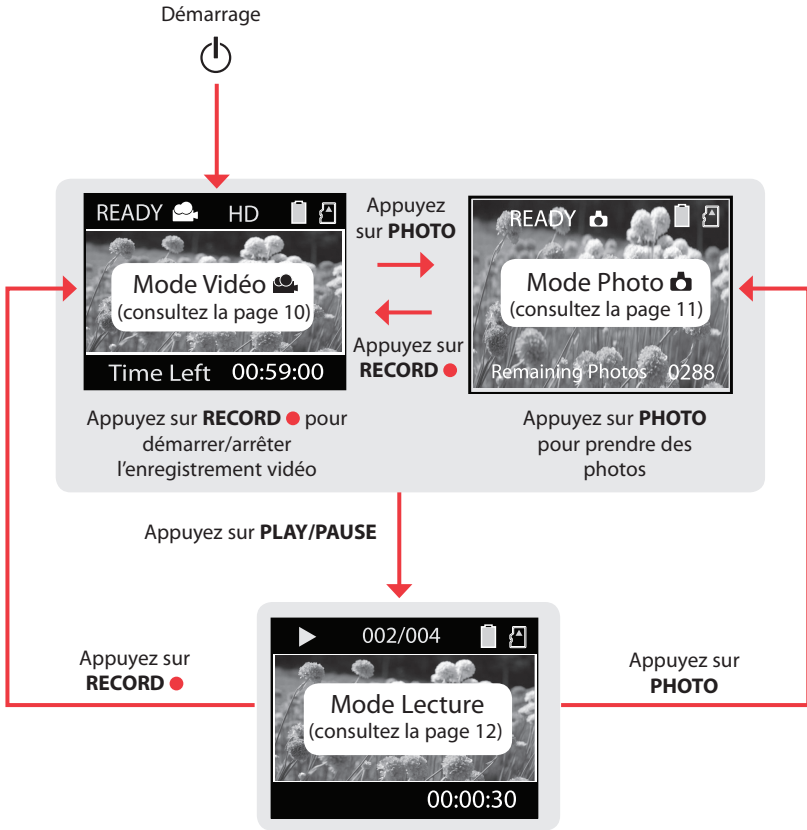 Démarrage
READY HD
Mode Vidéo
(consultez la page 10)
Time Left 00:59:00
Appuyez
sur PHOTO
Appuyez sur
RECORD
READY
Mode Photo
(consultez la page 11)
Remaining Photos 0288
Appuyez sur RECORD pour
démarrer/arrêter
l'enregistrement vidéo
Appuyez sur PHOTO
pour prendre des
photos
Appuyez sur PLAY/PAUSE
Appuyez sur
RECORD
002/004
Mode Lecture
(consultez la page 12)
00:00:30
Appuyez sur
PHOTO